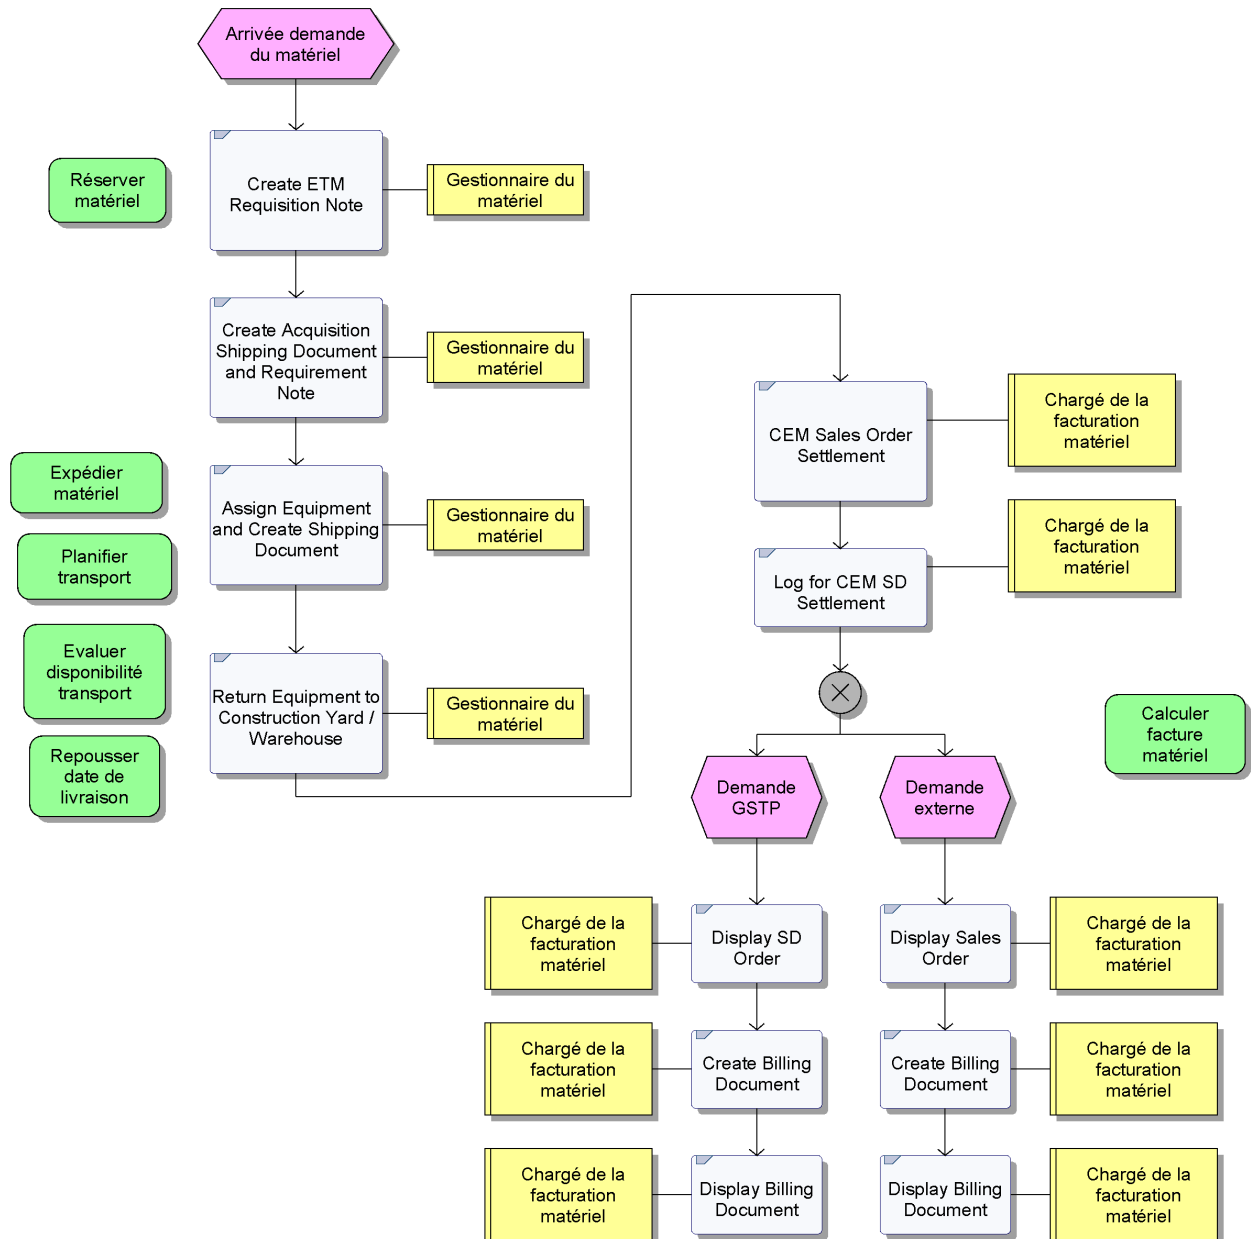 Arrivée demande
du matériel
Réserver
matériel
Create ETM
Requisition Note
Gestionnaire du
matériel
Create Acquisition
Shipping Document
and Requirement
Note
Gestionnaire du
matériel
Expédier
matériel
Assign Equipment
and Create Shipping
Document
Gestionnaire du
matériel
Planifier
transport
Evaluer
disponibilité
transport
Return Equipment to
Construction Yard /
Warehouse
Gestionnaire du
matériel
Repousser
date de
livraison
CEM Sales Order
Settlement
Chargé de la
facturation
matériel
Log for CEM SD
Settlement
Chargé de la
facturation
matériel
Calculer
facture
matériel
Demande
GSTP
Demande
externe
Chargé de la
facturation
matériel
Display SD
Order
Display Sales
Order
Chargé de la
facturation
matériel
Chargé de la
facturation
matériel
Create Billing
Document
Create Billing
Document
Chargé de la
facturation
matériel
Chargé de la
facturation
matériel
Display Billing
Document
Display Billing
Document
Chargé de la
facturation
matériel